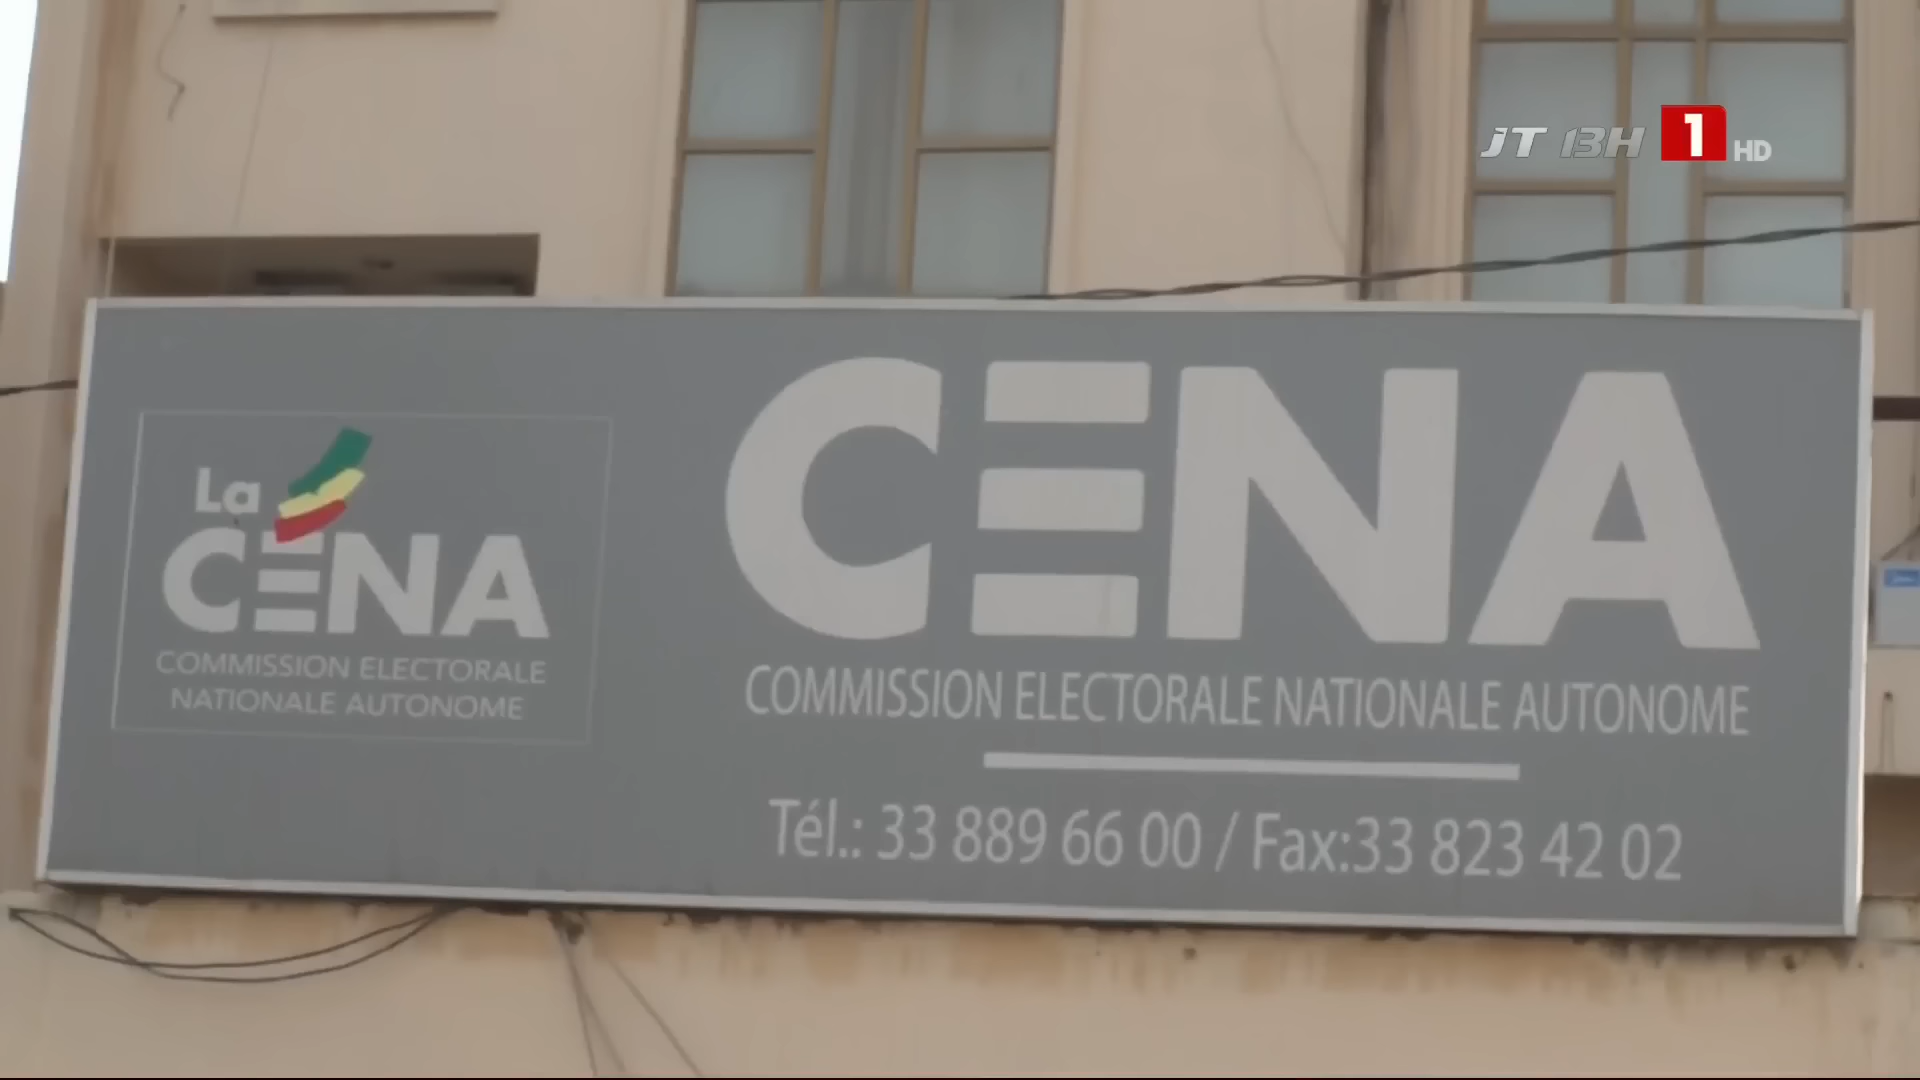 JT 13H 1 HD
La
CENA
COMMISSION ELECTORALE
NATIONALE AUTONOME
CENA
COMMISSION ELECTORALE NATIONALE AUTONOME
Tél.: 33 889 66 00 / Fax:33 823 42 02